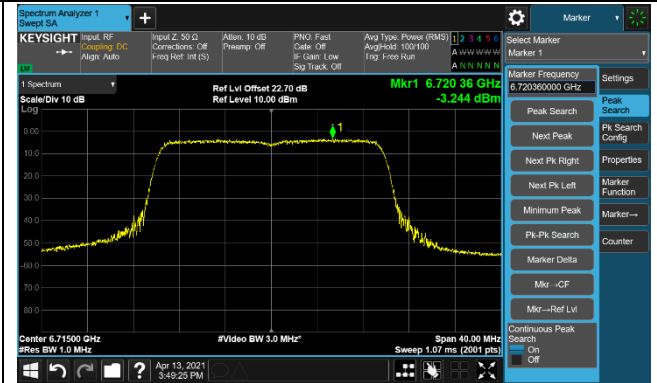 Spectrum Analyzer 1
Swept SA
+
Marker
KEYSIGHT
Input: RF
Coupling: DC
Align: Auto
Input Z: 50 Ω
Corrections: Off
Freq Ref: Int (S)
Atten: 10 dB
Preamp: Off
PNO: Fast
Gate: Off
IF Gain: Low
Sig Track: Off
Avg Type: Power (RMS)
Avg|Hold: 100/100
Trig: Free Run
1 2 3 4 5 6
A W W W W W
A N N N N N
LV
Select Marker
Marker 1
1 Spectrum
Scale/Div 10 dB
Log
Ref Lvl Offset 22.70 dB
Ref Level 10.00 dBm
Mkr1 6.720 36 GHz
-3.244 dBm
1
0.00
-10.0
-20.0
-30.0
-40.0
-50.0
-60.0
-70.0
-80.0
Center 6.71500 GHz
#Res BW 1.0 MHz
#Video BW 3.0 MHz*
Span 40.00 MHz
Sweep 1.07 ms (2001 pts)
Marker Frequency
6.720360000 GHz
Peak Search
Next Peak
Next Pk Right
Next Pk Left
Minimum Peak
Pk-Pk Search
Marker Delta
Mkr→CF
Mkr→Ref Lvl
Continuous Peak
Search
On
Off
Settings
Peak
Search
Pk Search
Config
Properties
Marker
Function
Marker→
Counter
?
Apr 13, 2021
3:49:25 PM